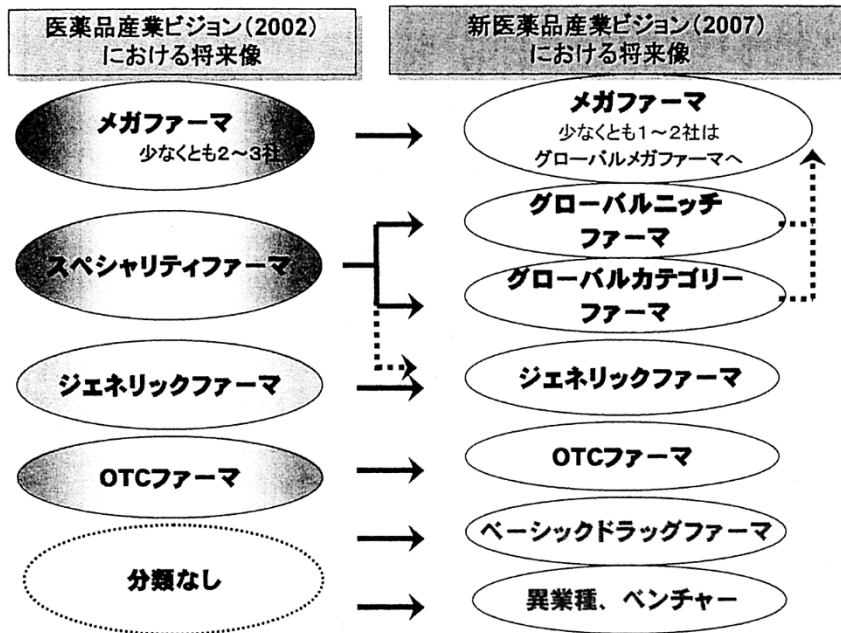 医薬品産業ビジョン(2002)
における将来像
新医薬品産業ビジョン(2007)
における将来像
メガファーマ
少なくとも2～3社
メガファーマ
少なくとも1～2社は
グローバルメガファーマへ
スペシャリティファーマ
グローバルニッチ
ファーマ
グローバルカテゴリー
ファーマ
ジェネリックファーマ
ジェネリックファーマ
OTCファーマ
OTCファーマ
分類なし
ベーシックドラッグファーマ
異業種、ベンチャー